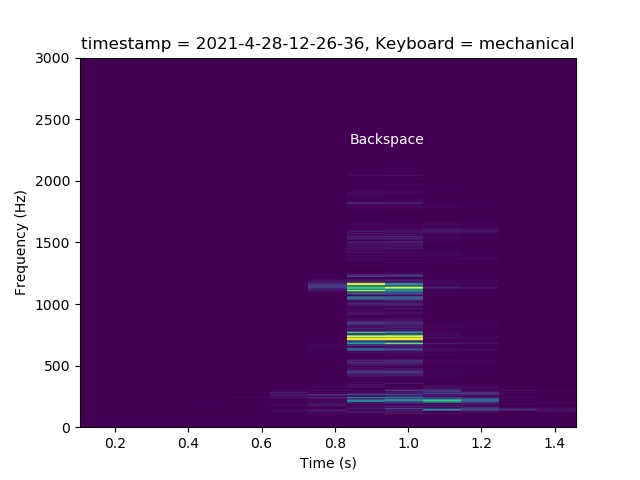 timestamp = 2021-4-28-12-26-36, Keyboard = mechanical
3000
2500
Backspace
2000
1500
1000
500
0
Frequency (Hz)
0.2 0.4 0.6 0.8 1.0 1.2 1.4
Time (s)